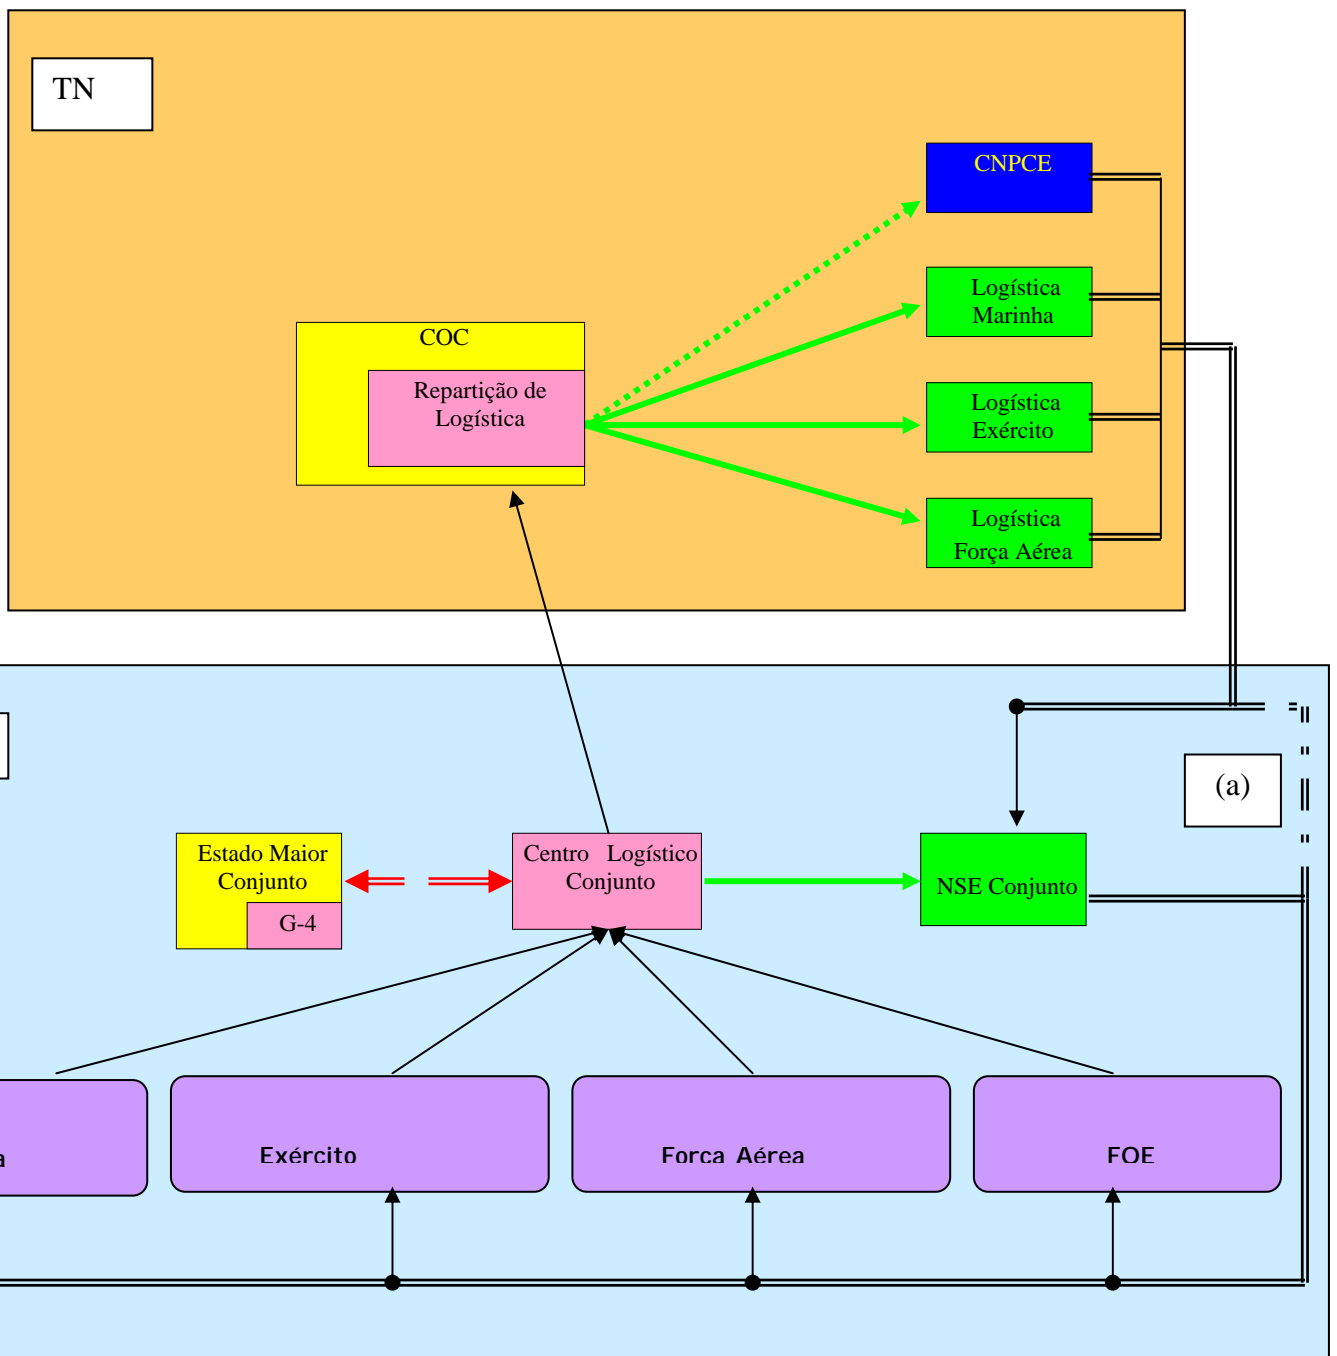 TN
CNPCE
Logística
Marinha
COC
Repartição de
Logística
Logística
Exército
Logística
Força Aérea
(a)
Estado Maior
Conjunto
G-4
Centro Logístico
Conjunto
NSE Conjunto
a
Exército
Forca Aérea
FOE